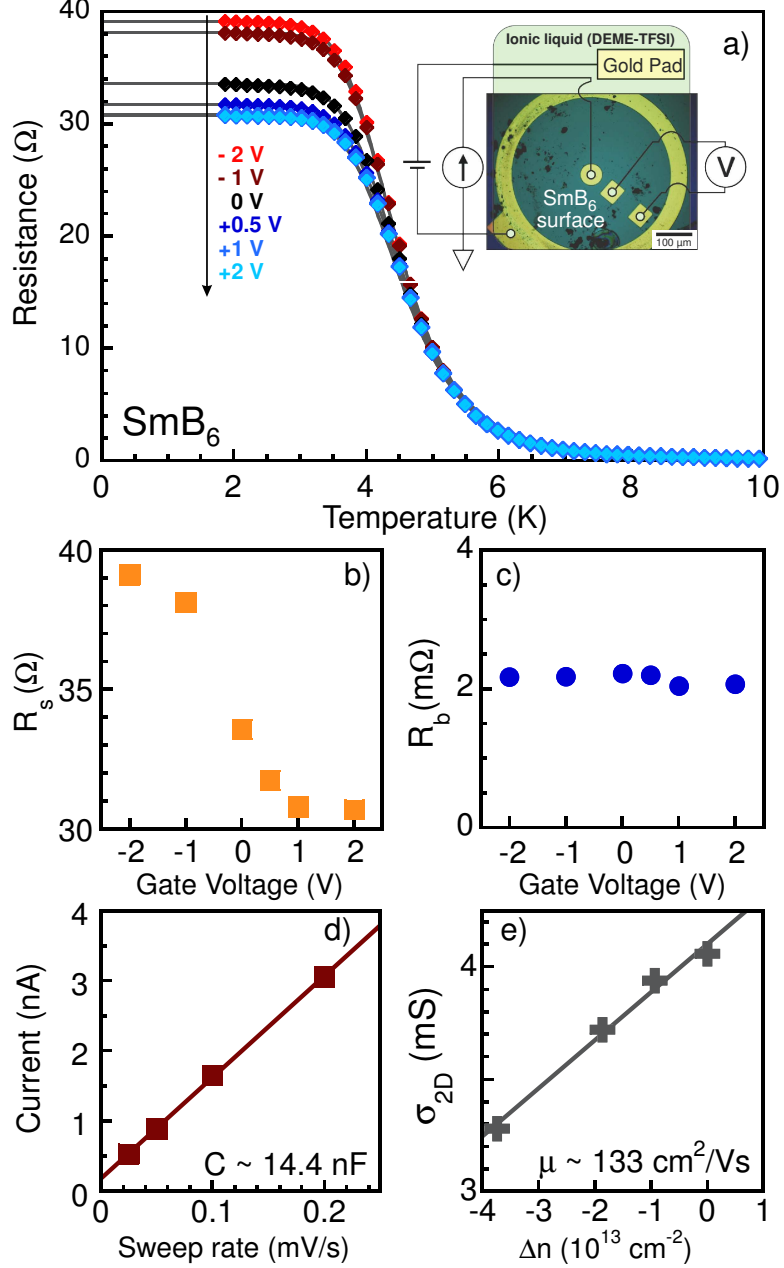 a)
Ionic liquid (DEME-TFSI)
Gold Pad
V
SmB6
surface
100 µm
- 2 V
- 1 V
0 V
+0.5 V
+1 V
+2 V
SmB6
Resistance (Ω)
40
30
20
10
0
0 2 4 6 8 10
Temperature (K)
b)
Rs(Ω)
40
35
30
-2 -1 0 1 2
Gate Voltage (V)
c)
Rb(mΩ)
4
2
0
-2 -1 0 1 2
Gate Voltage (V)
d)
Current (nA)
4
3
2
1
0
C ~ 14.4 nF
0 0.1 0.2
Sweep rate (mV/s)
e)
σ2D (mS)
4
3
µ ~ 133 cm²/Vs
-4 -3 -2 -1 0 1
Δn (10¹³ cm⁻²)